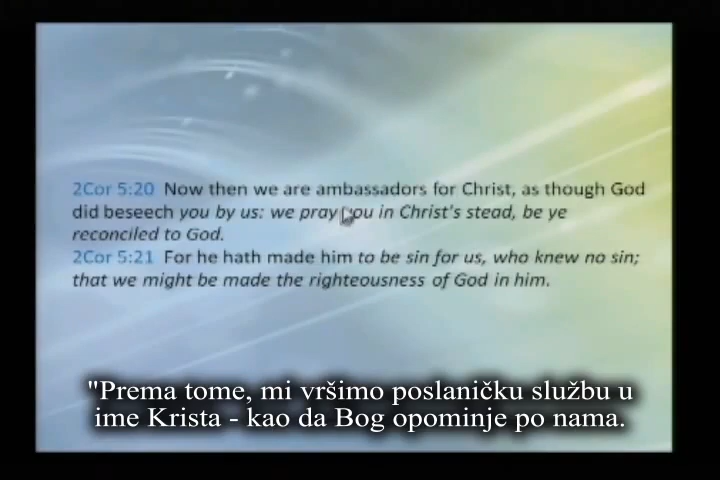 2Cor 5:20 Now then we are ambassadors for Christ, as though God
did beseech you by us: we pray you in Christ's stead, be ye
reconciled to God.
2Cor 5:21 For he hath made him to be sin for us, who knew no sin;
that we might be made the righteousness of God in him.
"Prema tome, mi vršimo poslaničku službu u
ime Krista - kao da Bog opominje po nama.